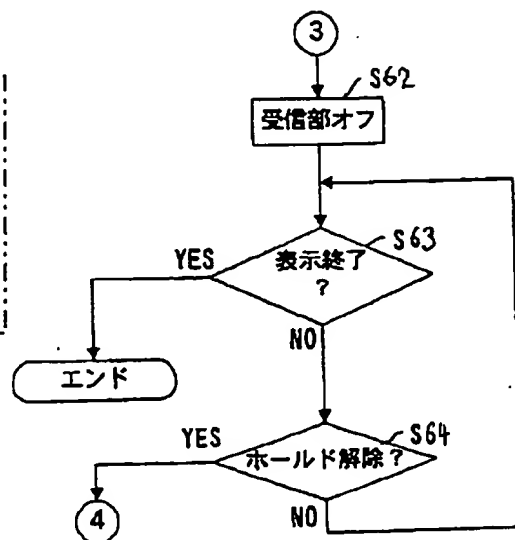 3
S62
受信部オフ
S63
YES
表示終了
?
NO
エンド
YES
S64
ホールド解除?
4
NO